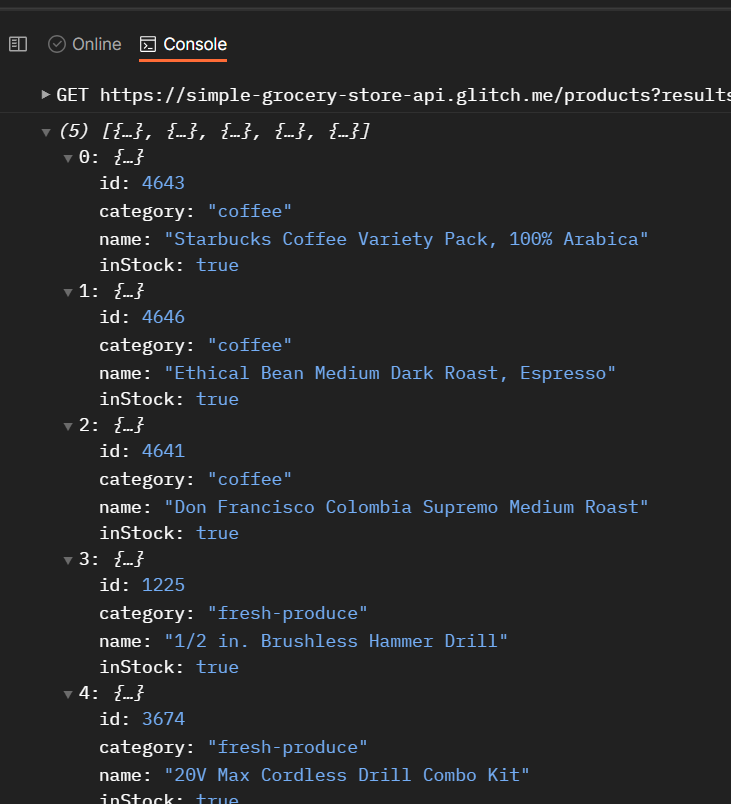 Online Console
GET https://simple-grocery-store-api.glitch.me/products?results
(5) [{…}, {…}, {…}, {…}, {…}]
0: {…}
id: 4643
category: "coffee"
name: "Starbucks Coffee Variety Pack, 100% Arabica"
inStock: true
1: {…}
id: 4646
category: "coffee"
name: "Ethical Bean Medium Dark Roast, Espresso"
inStock: true
2: {…}
id: 4641
category: "coffee"
name: "Don Francisco Colombia Supremo Medium Roast"
inStock: true
3: {…}
id: 1225
category: "fresh-produce"
name: "1/2 in. Brushless Hammer Drill"
inStock: true
4: {…}
id: 3674
category: "fresh-produce"
name: "20V Max Cordless Drill Combo Kit"
inStock: true